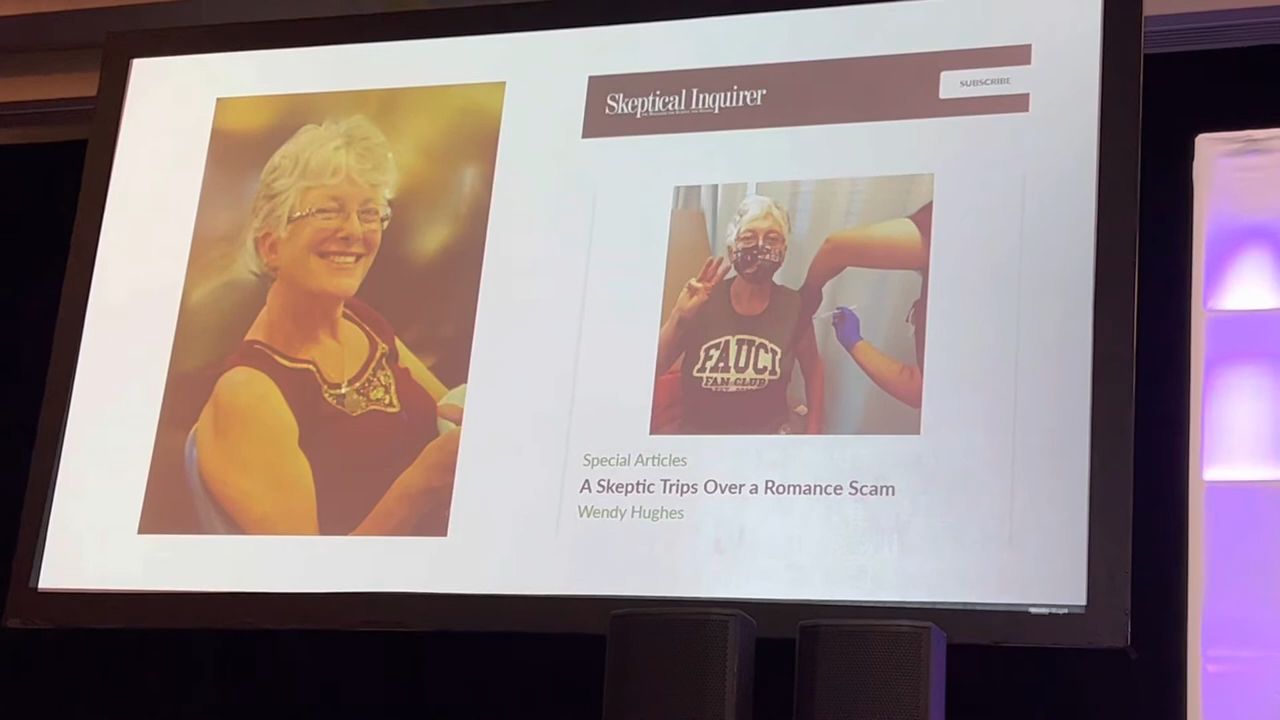 Skeptical Inquirer
SUBSCRIBE
FAUCI
FAN CLUB
Special Articles
A Skeptic Trips Over a Romance Scam
Wendy Hughes